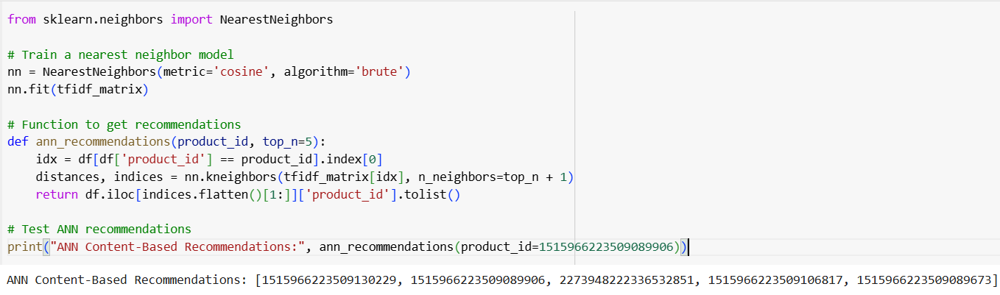 from sklearn.neighbors import NearestNeighbors
# Train a nearest neighbor model
nn = NearestNeighbors(metric='cosine', algorithm='brute')
nn.fit(tfidf_matrix)
# Function to get recommendations
def ann_recommendations(product_id, top_n=5):
    idx = df[df['product_id'] == product_id].index[0]
    distances, indices = nn.kneighbors(tfidf_matrix[idx], n_neighbors=top_n + 1)
    return df.iloc[indices.flatten()[1:]]['product_id'].tolist()
# Test ANN recommendations
print("ANN Content-Based Recommendations:", ann_recommendations(product_id=1515966223509089906))
ANN Content-Based Recommendations: [1515966223509130229, 1515966223509089906, 2273948222336532851, 1515966223509106817, 1515966223509089673]